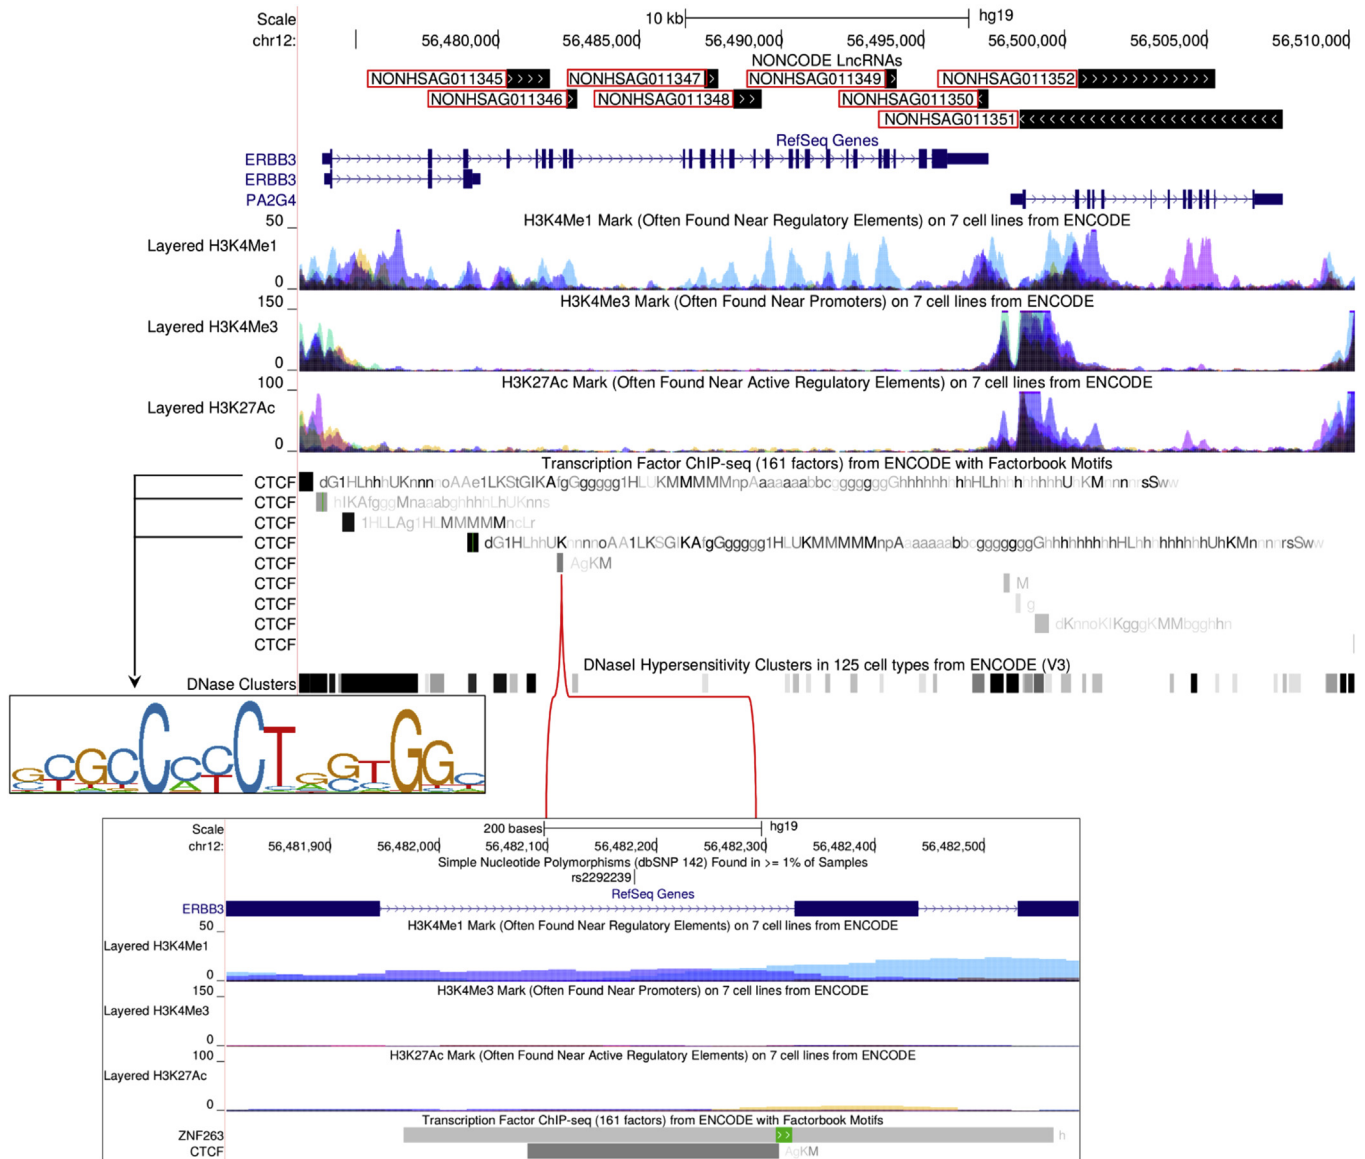 Scale 10 kb hg19
chr12: 56,480,000 56,485,000 56,490,000 56,495,000 56,500,000 56,505,000 56,510,000
NONCODE LncRNAs
NONHSAG011345 NONHSAG011347 NONHSAG011349 NONHSAG011352
NONHSAG011346 NONHSAG011348 NONHSAG011350
NONHSAG011351
RefSeq Genes
ERBB3
ERBB3
PA2G4
H3K4Me1 Mark (Often Found Near Regulatory Elements) on 7 cell lines from ENCODE
50
Layered H3K4Me1
0
H3K4Me3 Mark (Often Found Near Promoters) on 7 cell lines from ENCODE
150
Layered H3K4Me3
0
H3K27Ac Mark (Often Found Near Active Regulatory Elements) on 7 cell lines from ENCODE
100
Layered H3K27Ac
0
Transcription Factor ChIP-seq (161 factors) from ENCODE with Factorbook Motifs
CTCF
CTCF
CTCF
CTCF
CTCF AgKM
CTCF M
CTCF g
CTCF dKnnoKIKgggKMMbgghhn
CTCF
DNaseI Hypersensitivity Clusters in 125 cell types from ENCODE (V3)
DNase Clusters
Scale 200 bases hg19
chr12: 56,481,900 56,482,000 56,482,100 56,482,200 56,482,300 56,482,400 56,482,500
Simple Nucleotide Polymorphisms (dbSNP 142) Found in >= 1% of Samples
rs2292239
RefSeq Genes
ERBB3
H3K4Me1 Mark (Often Found Near Regulatory Elements) on 7 cell lines from ENCODE
50
Layered H3K4Me1
0
H3K4Me3 Mark (Often Found Near Promoters) on 7 cell lines from ENCODE
150
Layered H3K4Me3
0
H3K27Ac Mark (Often Found Near Active Regulatory Elements) on 7 cell lines from ENCODE
100
Layered H3K27Ac
0
Transcription Factor ChIP-seq (161 factors) from ENCODE with Factorbook Motifs
ZNF263 h
CTCF AgKM